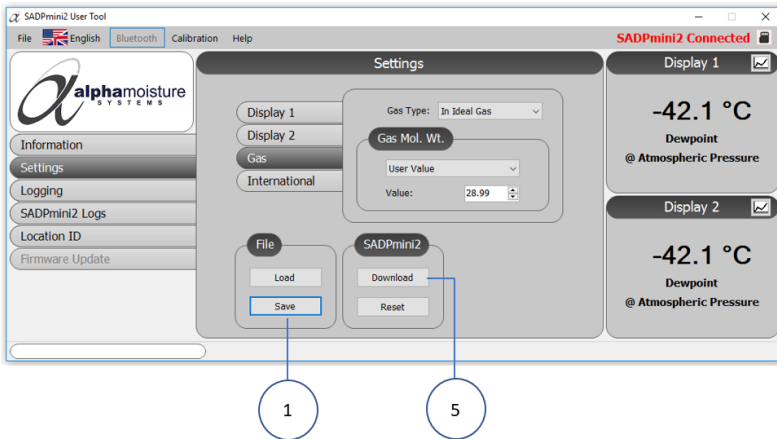 SADPmini2 User Tool
File English Bluetooth Calibration Help SADPmini2 Connected
alphamoisture
SYSTEMS
Information
Settings
Logging
SADPmini2 Logs
Location ID
Firmware Update
Settings
Display 1
Display 2
Gas
International
Gas Type: In Ideal Gas
Gas Mol. Wt.
User Value
Value: 28.99
File
Load
Save
SADPmini2
Download
Reset
Display 1
-42.1 °C
Dewpoint
@ Atmospheric Pressure
Display 2
-42.1 °C
Dewpoint
@ Atmospheric Pressure
1
5